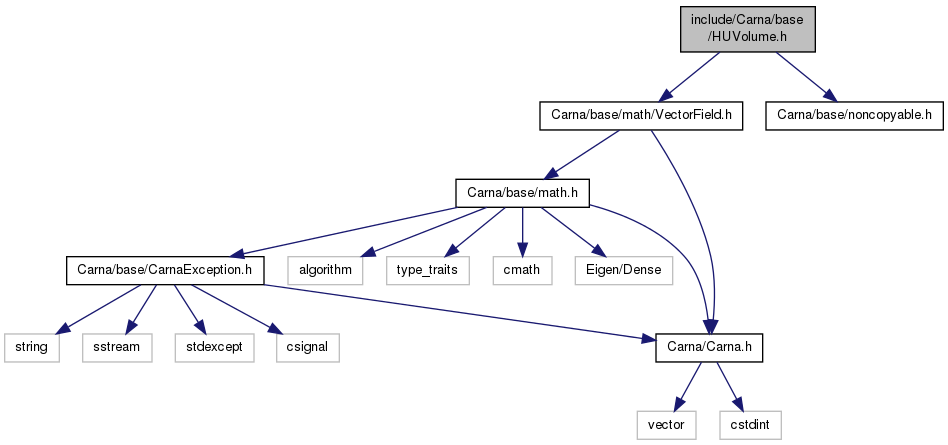 include/Carna/base
/HUVolume.h
Carna/base/math/VectorField.h
Carna/base/noncopyable.h
Carna/base/math.h
Carna/base/CarnaException.h
algorithm
type_traits
cmath
Eigen/Dense
string
sstream
stdexcept
csignal
Carna/Carna.h
vector
cstdint